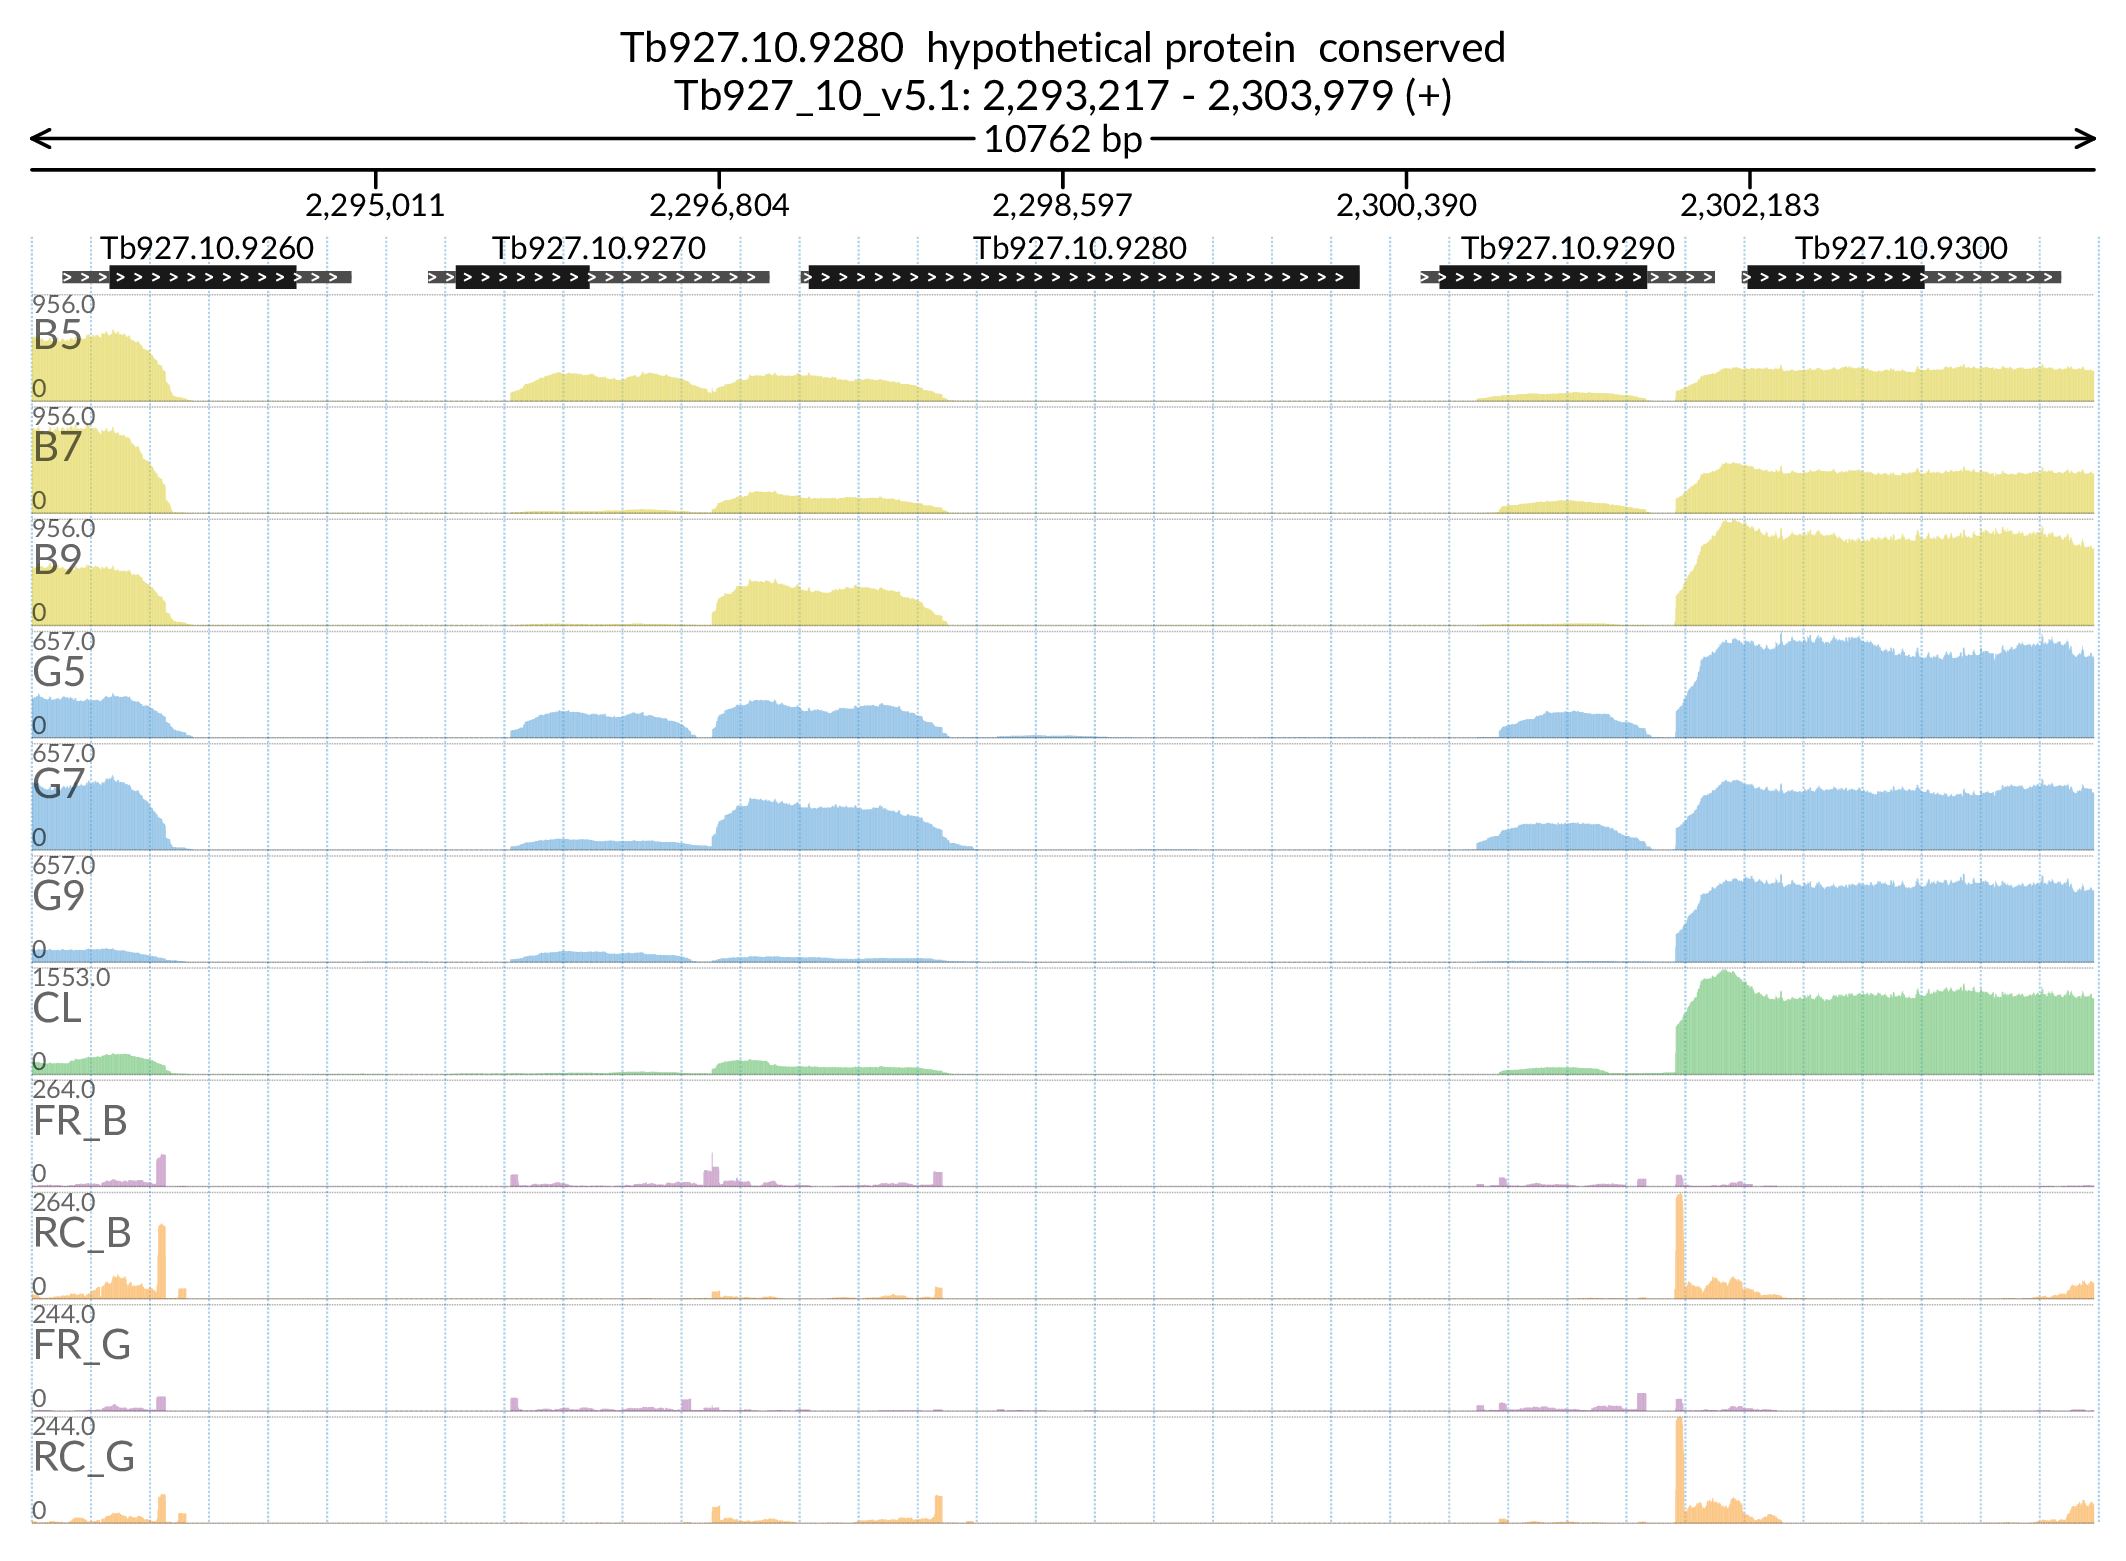 Tb927.10.9280  hypothetical protein  conserved
Tb927_10_v5.1: 2,293,217 - 2,303,979 (+)
10762 bp
2,295,011 2,296,804 2,298,597 2,300,390 2,302,183
Tb927.10.9260 Tb927.10.9270 Tb927.10.9280 Tb927.10.9290 Tb927.10.9300
956.0
B5
0
956.0
B7
0
956.0
B9
0
657.0
G5
0
657.0
G7
0
657.0
G9
0
1553.0
CL
0
264.0
FR_B
0
264.0
RC_B
0
244.0
FR_G
0
244.0
RC_G
0